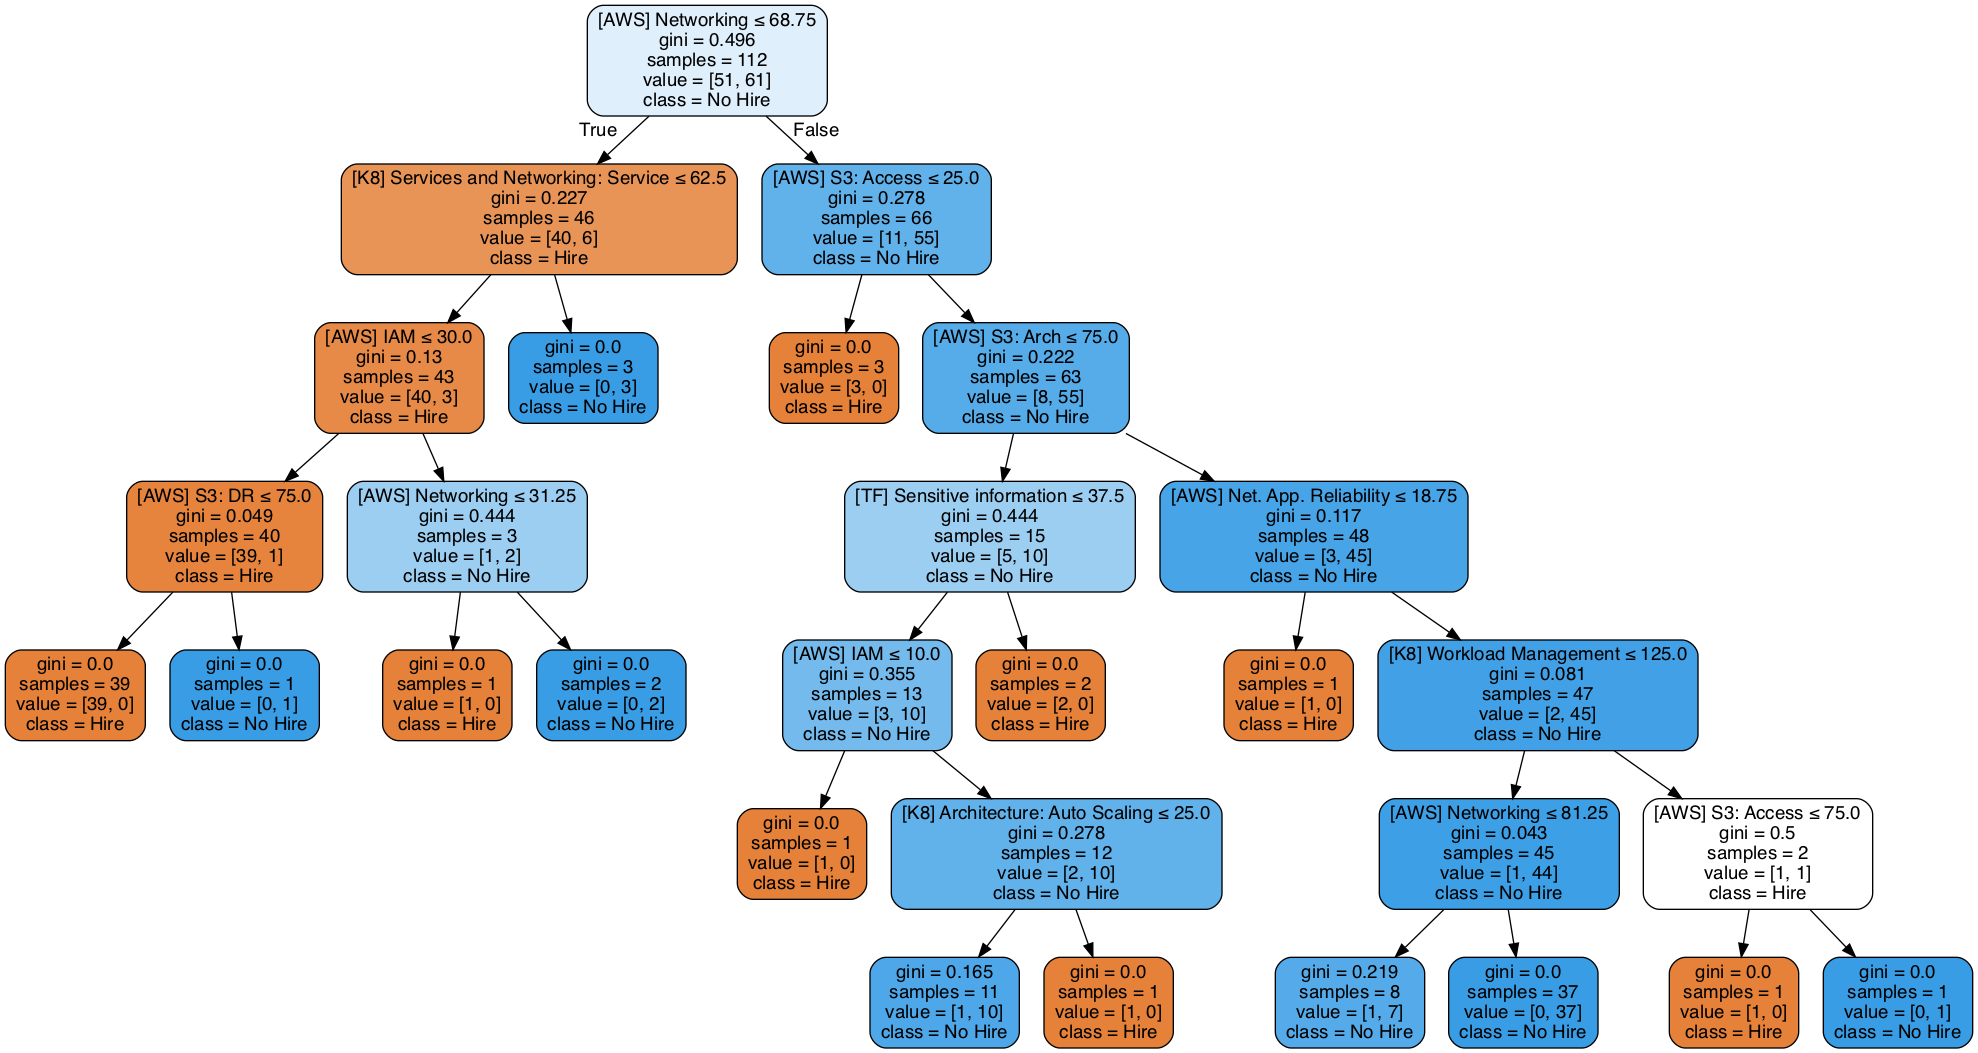 [AWS] Networking ≤ 68.75
gini = 0.496
samples = 112
value = [51, 61]
class = No Hire
True
False
[K8] Services and Networking: Service ≤ 62.5
gini = 0.227
samples = 46
value = [40, 6]
class = Hire
[AWS] S3: Access ≤ 25.0
gini = 0.278
samples = 66
value = [11, 55]
class = No Hire
[AWS] IAM ≤ 30.0
gini = 0.13
samples = 43
value = [40, 3]
class = Hire
gini = 0.0
samples = 3
value = [0, 3]
class = No Hire
gini = 0.0
samples = 3
value = [3, 0]
class = Hire
[AWS] S3: Arch ≤ 75.0
gini = 0.222
samples = 63
value = [8, 55]
class = No Hire
[AWS] S3: DR ≤ 75.0
gini = 0.049
samples = 40
value = [39, 1]
class = Hire
[AWS] Networking ≤ 31.25
gini = 0.444
samples = 3
value = [1, 2]
class = No Hire
[TF] Sensitive information ≤ 37.5
gini = 0.444
samples = 15
value = [5, 10]
class = No Hire
[AWS] Net. App. Reliability ≤ 18.75
gini = 0.117
samples = 48
value = [3, 45]
class = No Hire
gini = 0.0
samples = 39
value = [39, 0]
class = Hire
gini = 0.0
samples = 1
value = [0, 1]
class = No Hire
gini = 0.0
samples = 1
value = [1, 0]
class = Hire
gini = 0.0
samples = 2
value = [0, 2]
class = No Hire
[AWS] IAM ≤ 10.0
gini = 0.355
samples = 13
value = [3, 10]
class = No Hire
gini = 0.0
samples = 2
value = [2, 0]
class = Hire
gini = 0.0
samples = 1
value = [1, 0]
class = Hire
[K8] Workload Management ≤ 125.0
gini = 0.081
samples = 47
value = [2, 45]
class = No Hire
gini = 0.0
samples = 1
value = [1, 0]
class = Hire
[K8] Architecture: Auto Scaling ≤ 25.0
gini = 0.278
samples = 12
value = [2, 10]
class = No Hire
[AWS] Networking ≤ 81.25
gini = 0.043
samples = 45
value = [1, 44]
class = No Hire
[AWS] S3: Access ≤ 75.0
gini = 0.5
samples = 2
value = [1, 1]
class = Hire
gini = 0.165
samples = 11
value = [1, 10]
class = No Hire
gini = 0.0
samples = 1
value = [1, 0]
class = Hire
gini = 0.219
samples = 8
value = [1, 7]
class = No Hire
gini = 0.0
samples = 37
value = [0, 37]
class = No Hire
gini = 0.0
samples = 1
value = [1, 0]
class = Hire
gini = 0.0
samples = 1
value = [0, 1]
class = No Hire